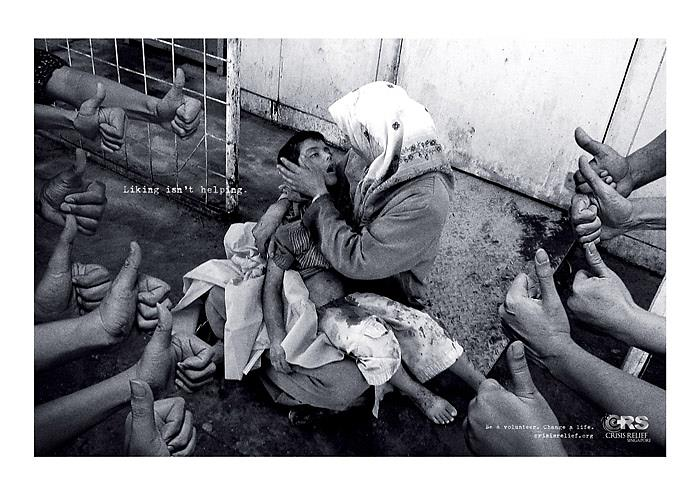 Liking isn't helping.
Be a volunteer. Change a life.
crisisrelief.org
CRS
CRISIS RELIEF
SINGAPORE